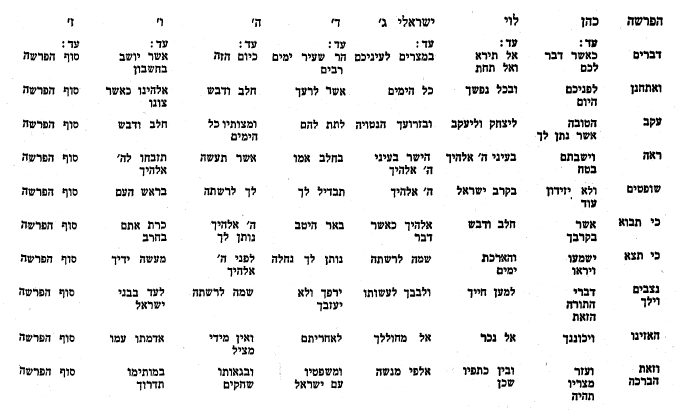 הפרשה כהן לוי ישראלי ג׳ ד׳ ה׳ ו׳ ז׳
עד: עד: עד: עד: עד: עד: עד:
דברים כאשר דבר אל תירא במצרים לעיניכם הר שעיר ימים כיום הזה אשר יושב סוף הפרשה
לכם ואל תחת רבים בחשבון
ואתחנן לפניכם ובכל נפשך כל הימים אשר לרעך חלב ודבש אלהינו כאשר סוף הפרשה
היום צונו
עקב הטובה ליצחק וליעקב ובזרועך הנטויה לתת להם ומצותיו כל חלב ודבש סוף הפרשה
אשר נתן לך הימים
ראה וישבתם בעיני ה׳ אלהיך הישר בעיני בחלב אמו אשר תעשה תזבחו לה׳ סוף הפרשה
בטח ה׳ אלהיך אלהיך
שופטים ולא יזידון בקרב ישראל ה׳ אלהיך תבדיל לך לך לרשתה בראש העם סוף הפרשה
עוד
כי תבוא אשר חלב ודבש אלהיך כאשר באר היטב ה׳ אלהיך כרת אתם סוף הפרשה
בקרבך דבר נותן לך בחרב
כי תצא ישמעו והארכת שמה לרשתה נותן לך נחלה לפני ה׳ מעשה ידיך סוף הפרשה
ויראו ימים אלהיך
נצבים דברי למען חייך ולבבך לעשותו ירפך ולא שמה לרשתה לעד בבני סוף הפרשה
וילך התורה יעזבך ישראל
הזאת
האזינו ויכוננך אל נכר אל מחוללך לאחריתם ואין מידי אדמתו עמו סוף הפרשה
מציל
וזאת ועזר ובין כתפיו אלפי מנשה ומשפטיו ובגאותו במותימו סוף הפרשה
הברכה מצריו שכן עם ישראל שחקים תדרוך
תהיה